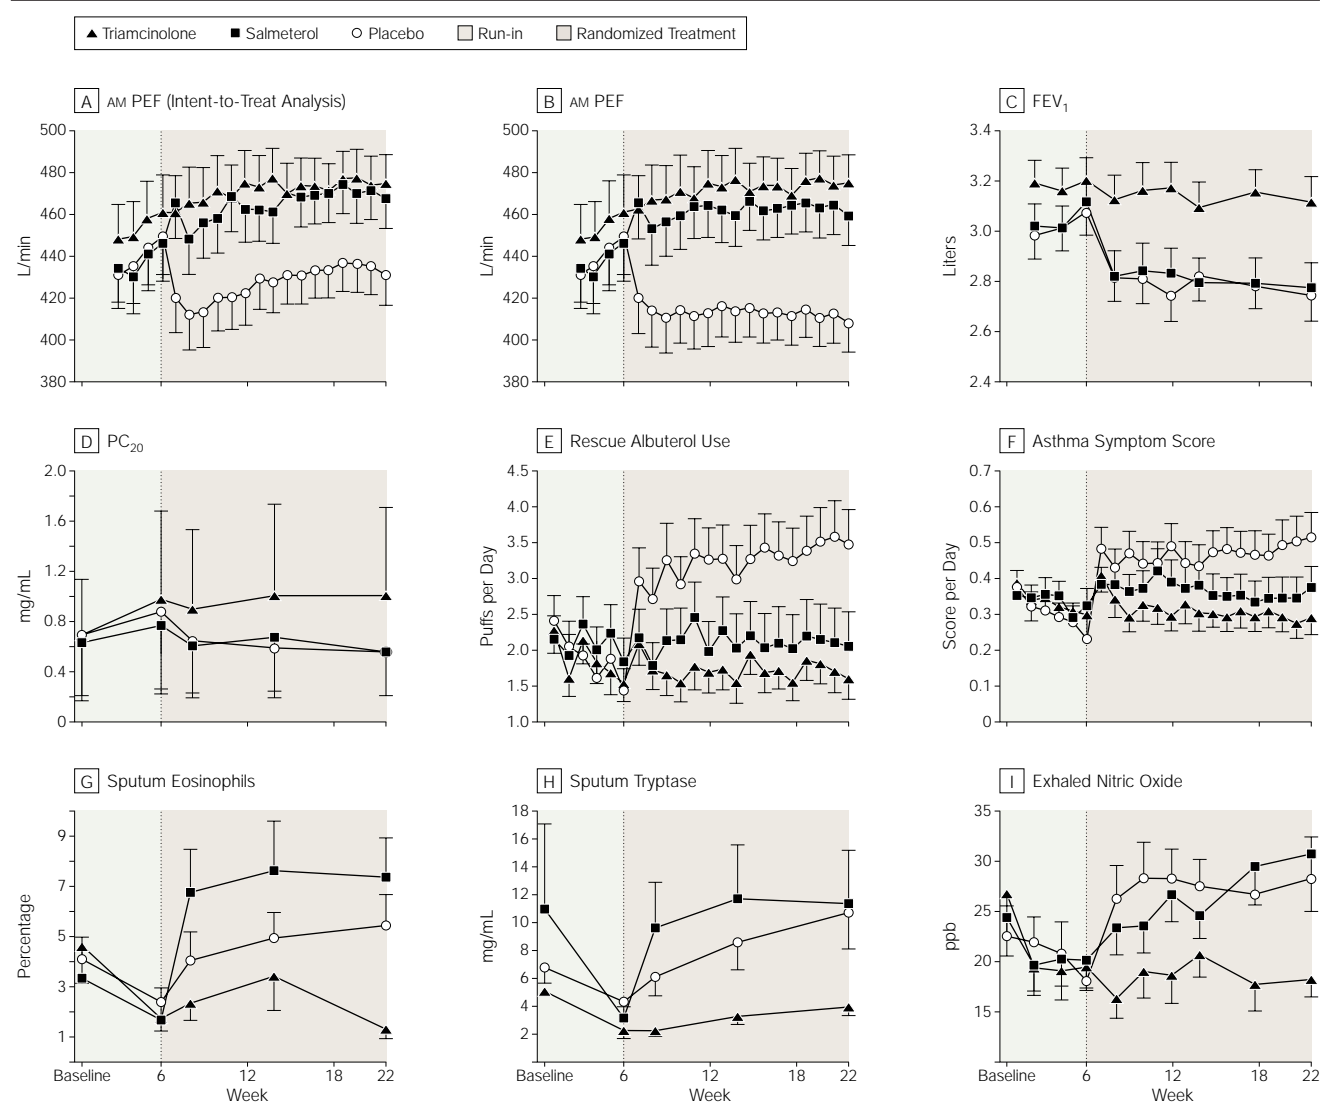 Triamcinolone Salmeterol Placebo Run-in Randomized Treatment
A AM PEF (Intent-to-Treat Analysis)
500
480
460
440
420
400
380
L/min
B AM PEF
500
480
460
440
420
400
380
L/min
C FEV1
3.4
3.2
3.0
2.8
2.6
2.4
Liters
D PC20
2.0
1.6
1.2
0.8
0.4
0
mg/mL
E Rescue Albuterol Use
4.5
4.0
3.5
3.0
2.5
2.0
1.5
1.0
Puffs per Day
F Asthma Symptom Score
0.7
0.6
0.5
0.4
0.3
0.2
0.1
0
Score per Day
G Sputum Eosinophils
9
7
5
3
1
Percentage
Baseline 6 12 18 22
Week
H Sputum Tryptase
18
16
14
12
10
8
6
4
2
mg/mL
Baseline 6 12 18 22
Week
I Exhaled Nitric Oxide
35
30
25
20
15
ppb
Baseline 6 12 18 22
Week